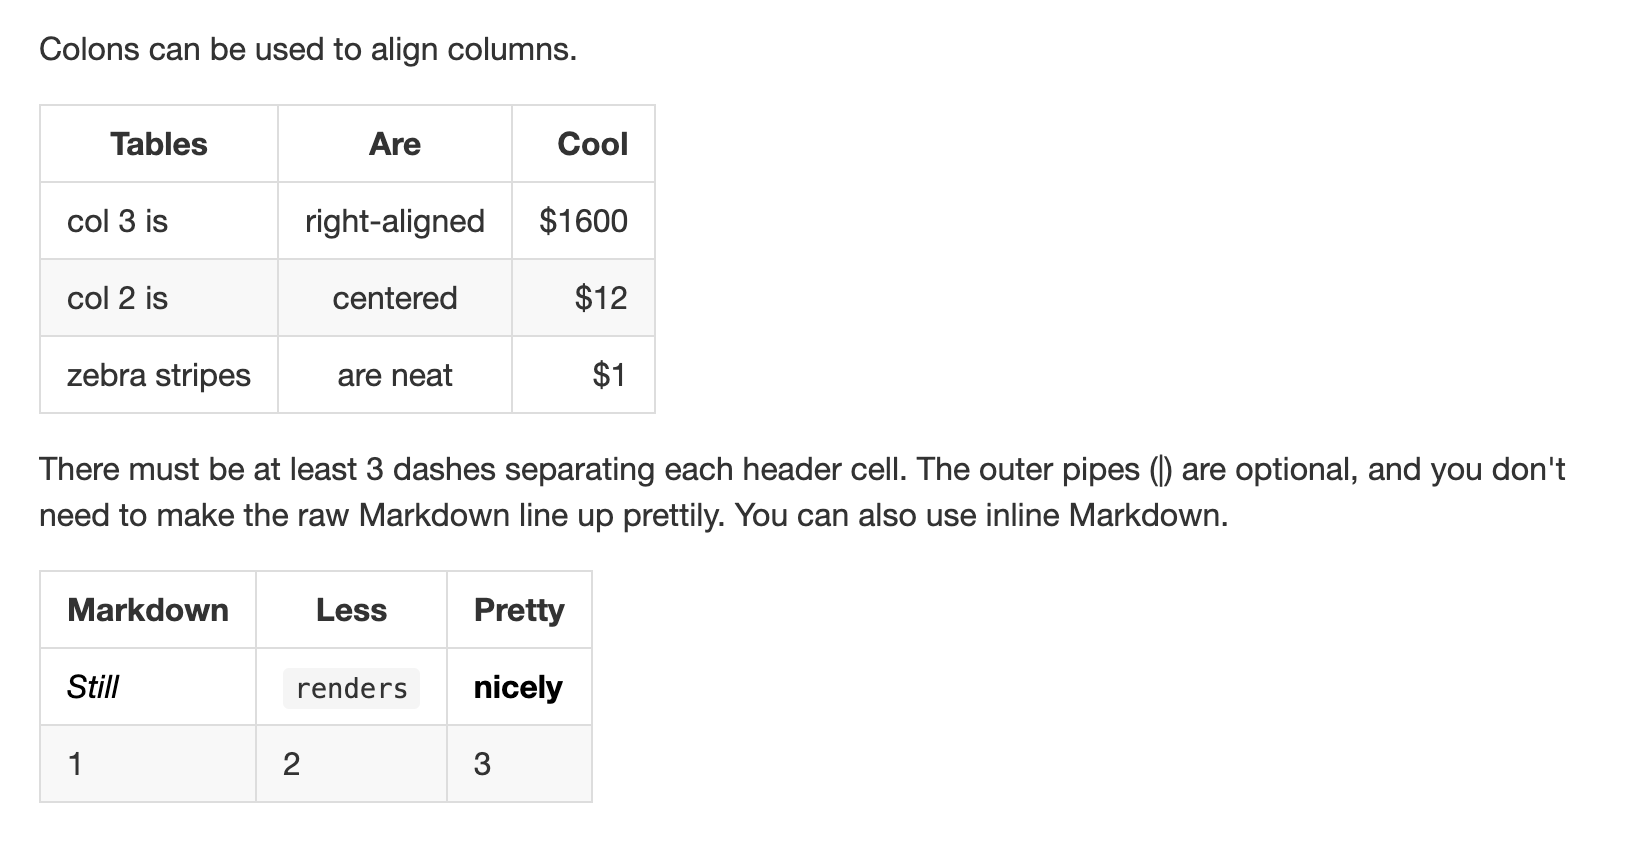 Colons can be used to align columns.
Tables Are Cool
col 3 is right-aligned $1600
col 2 is centered $12
zebra stripes are neat $1
There must be at least 3 dashes separating each header cell. The outer pipes (|) are optional, and you don't
need to make the raw Markdown line up prettily. You can also use inline Markdown.
Markdown Less Pretty
Still renders nicely
1 2 3